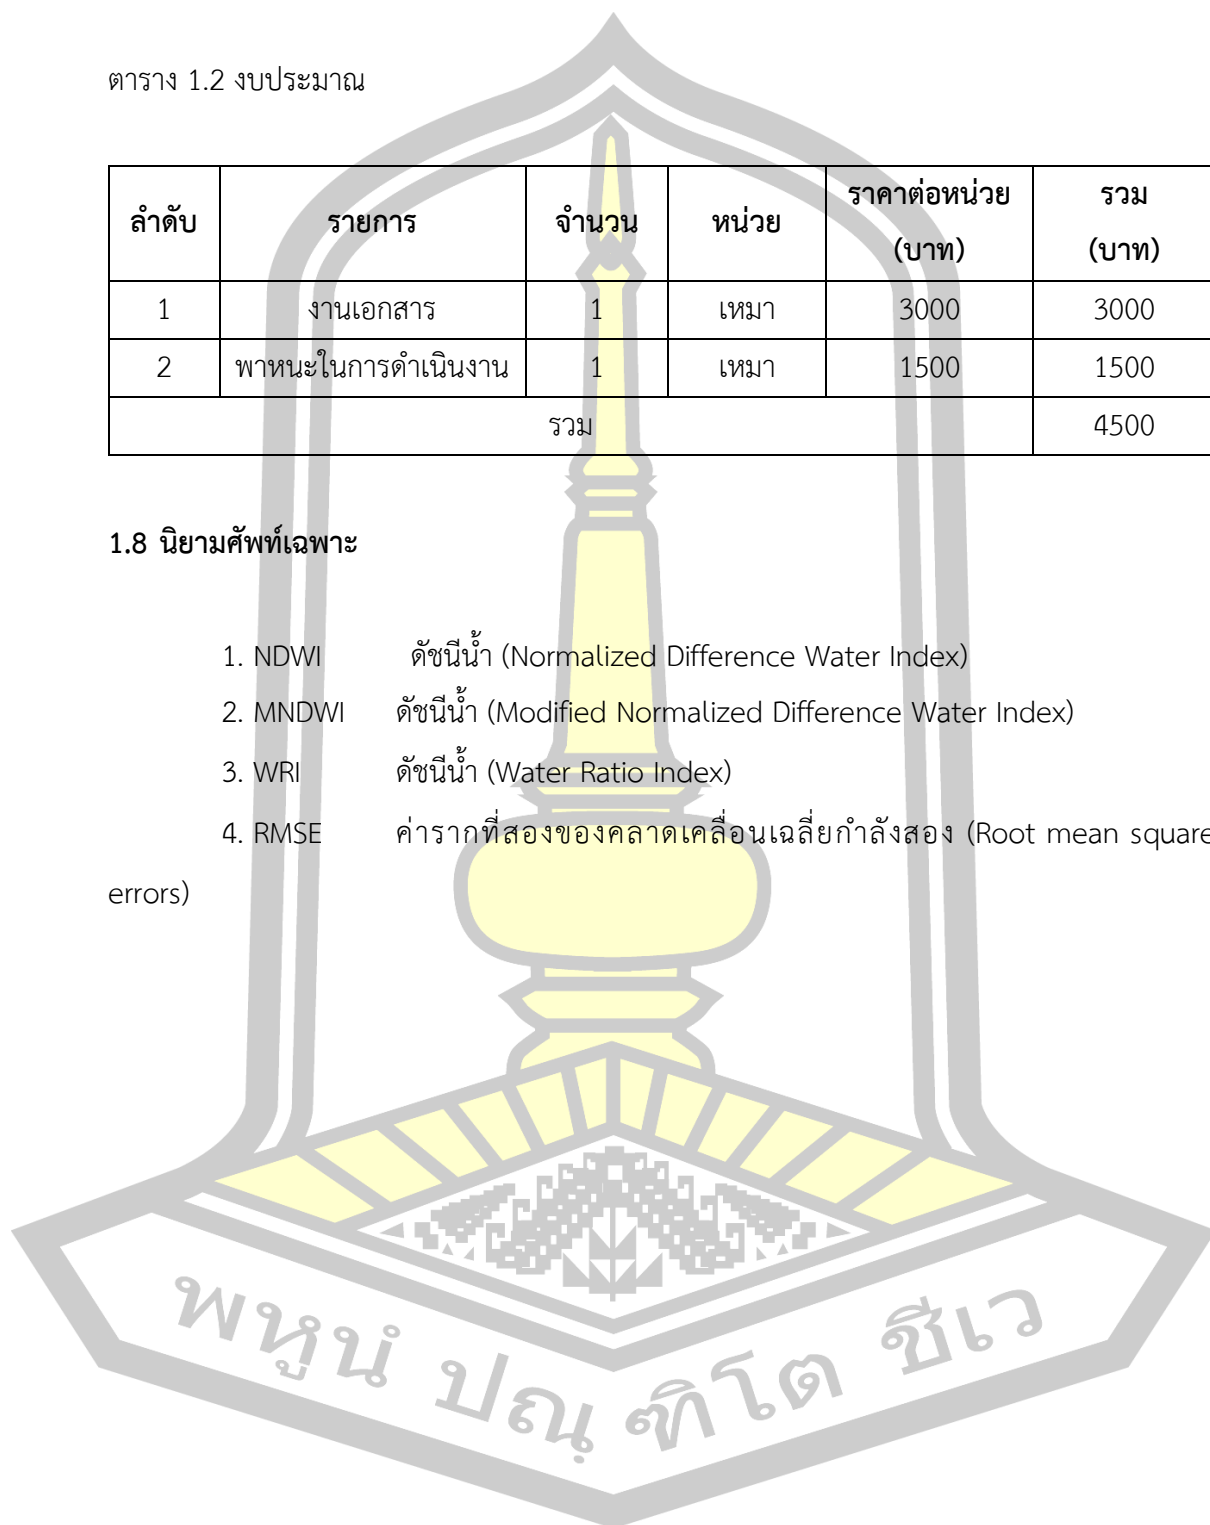 ตาราง 1.2 งบประมาณ
ลำดับ รายการ จำนวน หน่วย ราคาต่อหน่วย (บาท) รวม (บาท)
1 งานเอกสาร 1 เหมา 3000 3000
2 พาหนะในการดำเนินงาน 1 เหมา 1500 1500
รวม 4500
1.8 นิยามศัพท์เฉพาะ
1. NDWI ดัชนีน้ำ (Normalized Difference Water Index)
2. MNDWI ดัชนีน้ำ (Modified Normalized Difference Water Index)
3. WRI ดัชนีน้ำ (Water Ratio Index)
4. RMSE ค่ารากที่สองของคลาดเคลื่อนเฉลี่ยกำลังสอง (Root mean square
errors)
พหูนํ ปณฺฑิโต ชีเว